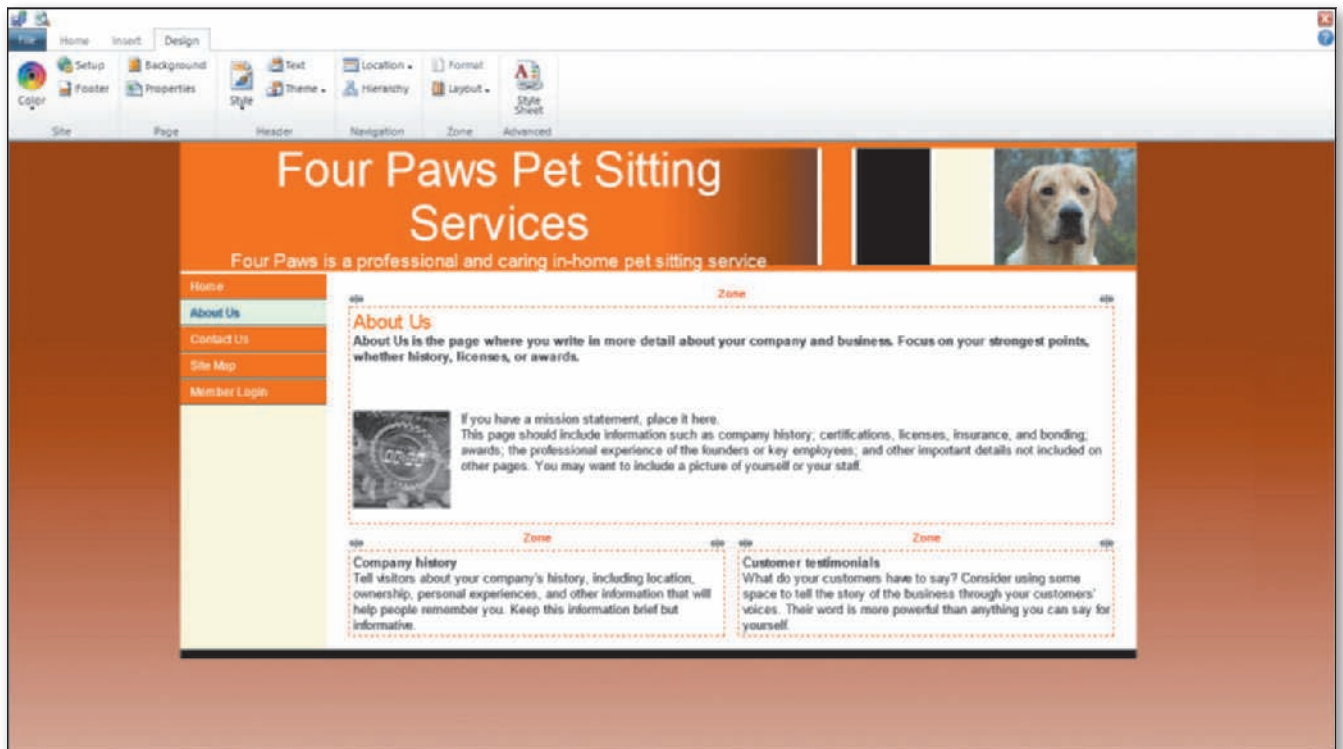 File Home Insert Design
Setup Background Text Location Format
Footer Properties Theme Hierarchy Layout
Color Style Style
Sheet
Site Page Header Navigation Zone Advanced
Four Paws Pet Sitting
Services
Four Paws is a professional and caring in-home pet sitting service
Home
About Us
Contact Us
Site Map
Member Login
Zone
About Us
About Us is the page where you write in more detail about your company and business. Focus on your strongest points,
whether history, licenses, or awards.
If you have a mission statement, place it here.
This page should include information such as company history; certifications, licenses, insurance, and bonding;
awards; the professional experience of the founders or key employees; and other important details not included on
other pages. You may want to include a picture of yourself or your staff.
Zone
Company history
Tell visitors about your company's history, including location,
ownership, personal experiences, and other information that will
help people remember you. Keep this information brief but
informative.
Zone
Customer testimonials
What do your customers have to say? Consider using some
space to tell the story of the business through your customers'
voices. Their word is more powerful than anything you can say for
yourself.